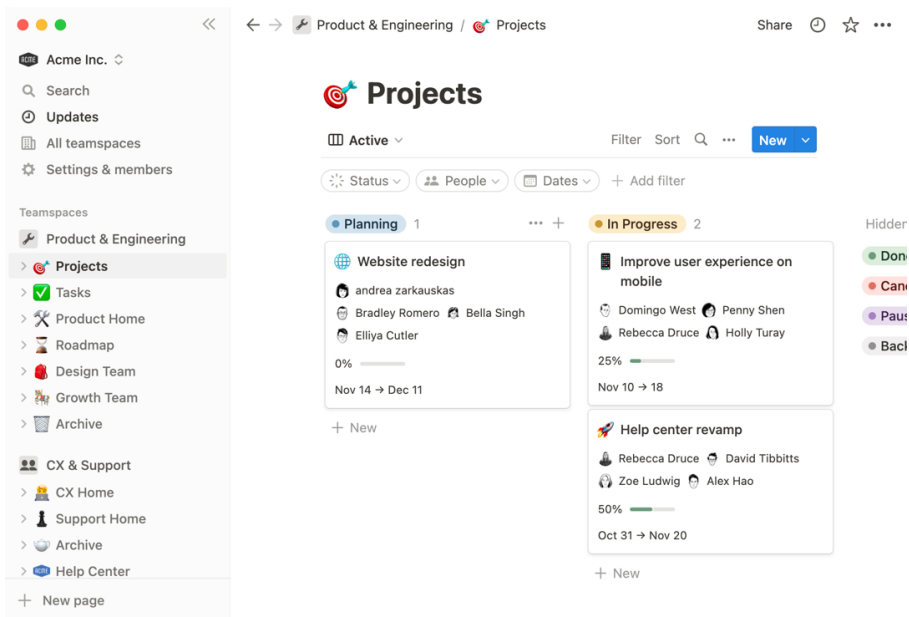 Product & Engineering / Projects
Share
ACME Acme Inc.
Search
Updates
All teamspaces
Settings & members
Teamspaces
Product & Engineering
Projects
Tasks
Product Home
Roadmap
Design Team
Growth Team
Archive
CX & Support
CX Home
Support Home
Archive
ACME Help Center
New page
Projects
Active
Filter Sort
New
Status People Dates + Add filter
Planning 1
Website redesign
andrea zarkauskas
Bradley Romero Bella Singh
Elliya Cutler
0%
Nov 14 → Dec 11
+ New
In Progress 2
Improve user experience on
mobile
Domingo West Penny Shen
Rebecca Druce Holly Turay
25%
Nov 10 → 18
Help center revamp
Rebecca Druce David Tibbitts
Zoe Ludwig Alex Hao
50%
Oct 31 → Nov 20
+ New
Hidden